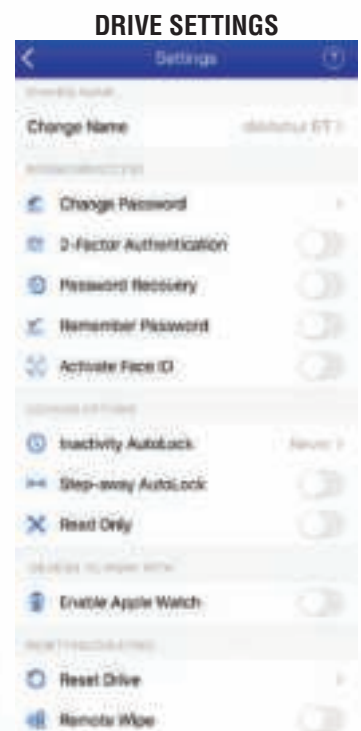 DRIVE SETTINGS
Settings
Change Name
Change Password
2-Factor Authentication
Password Recovery
Remember Password
Activate Face ID
Inactivity AutoLock
Never
Step-away AutoLock
Read Only
Enable Apple Watch
Reset Drive
Remote Wipe